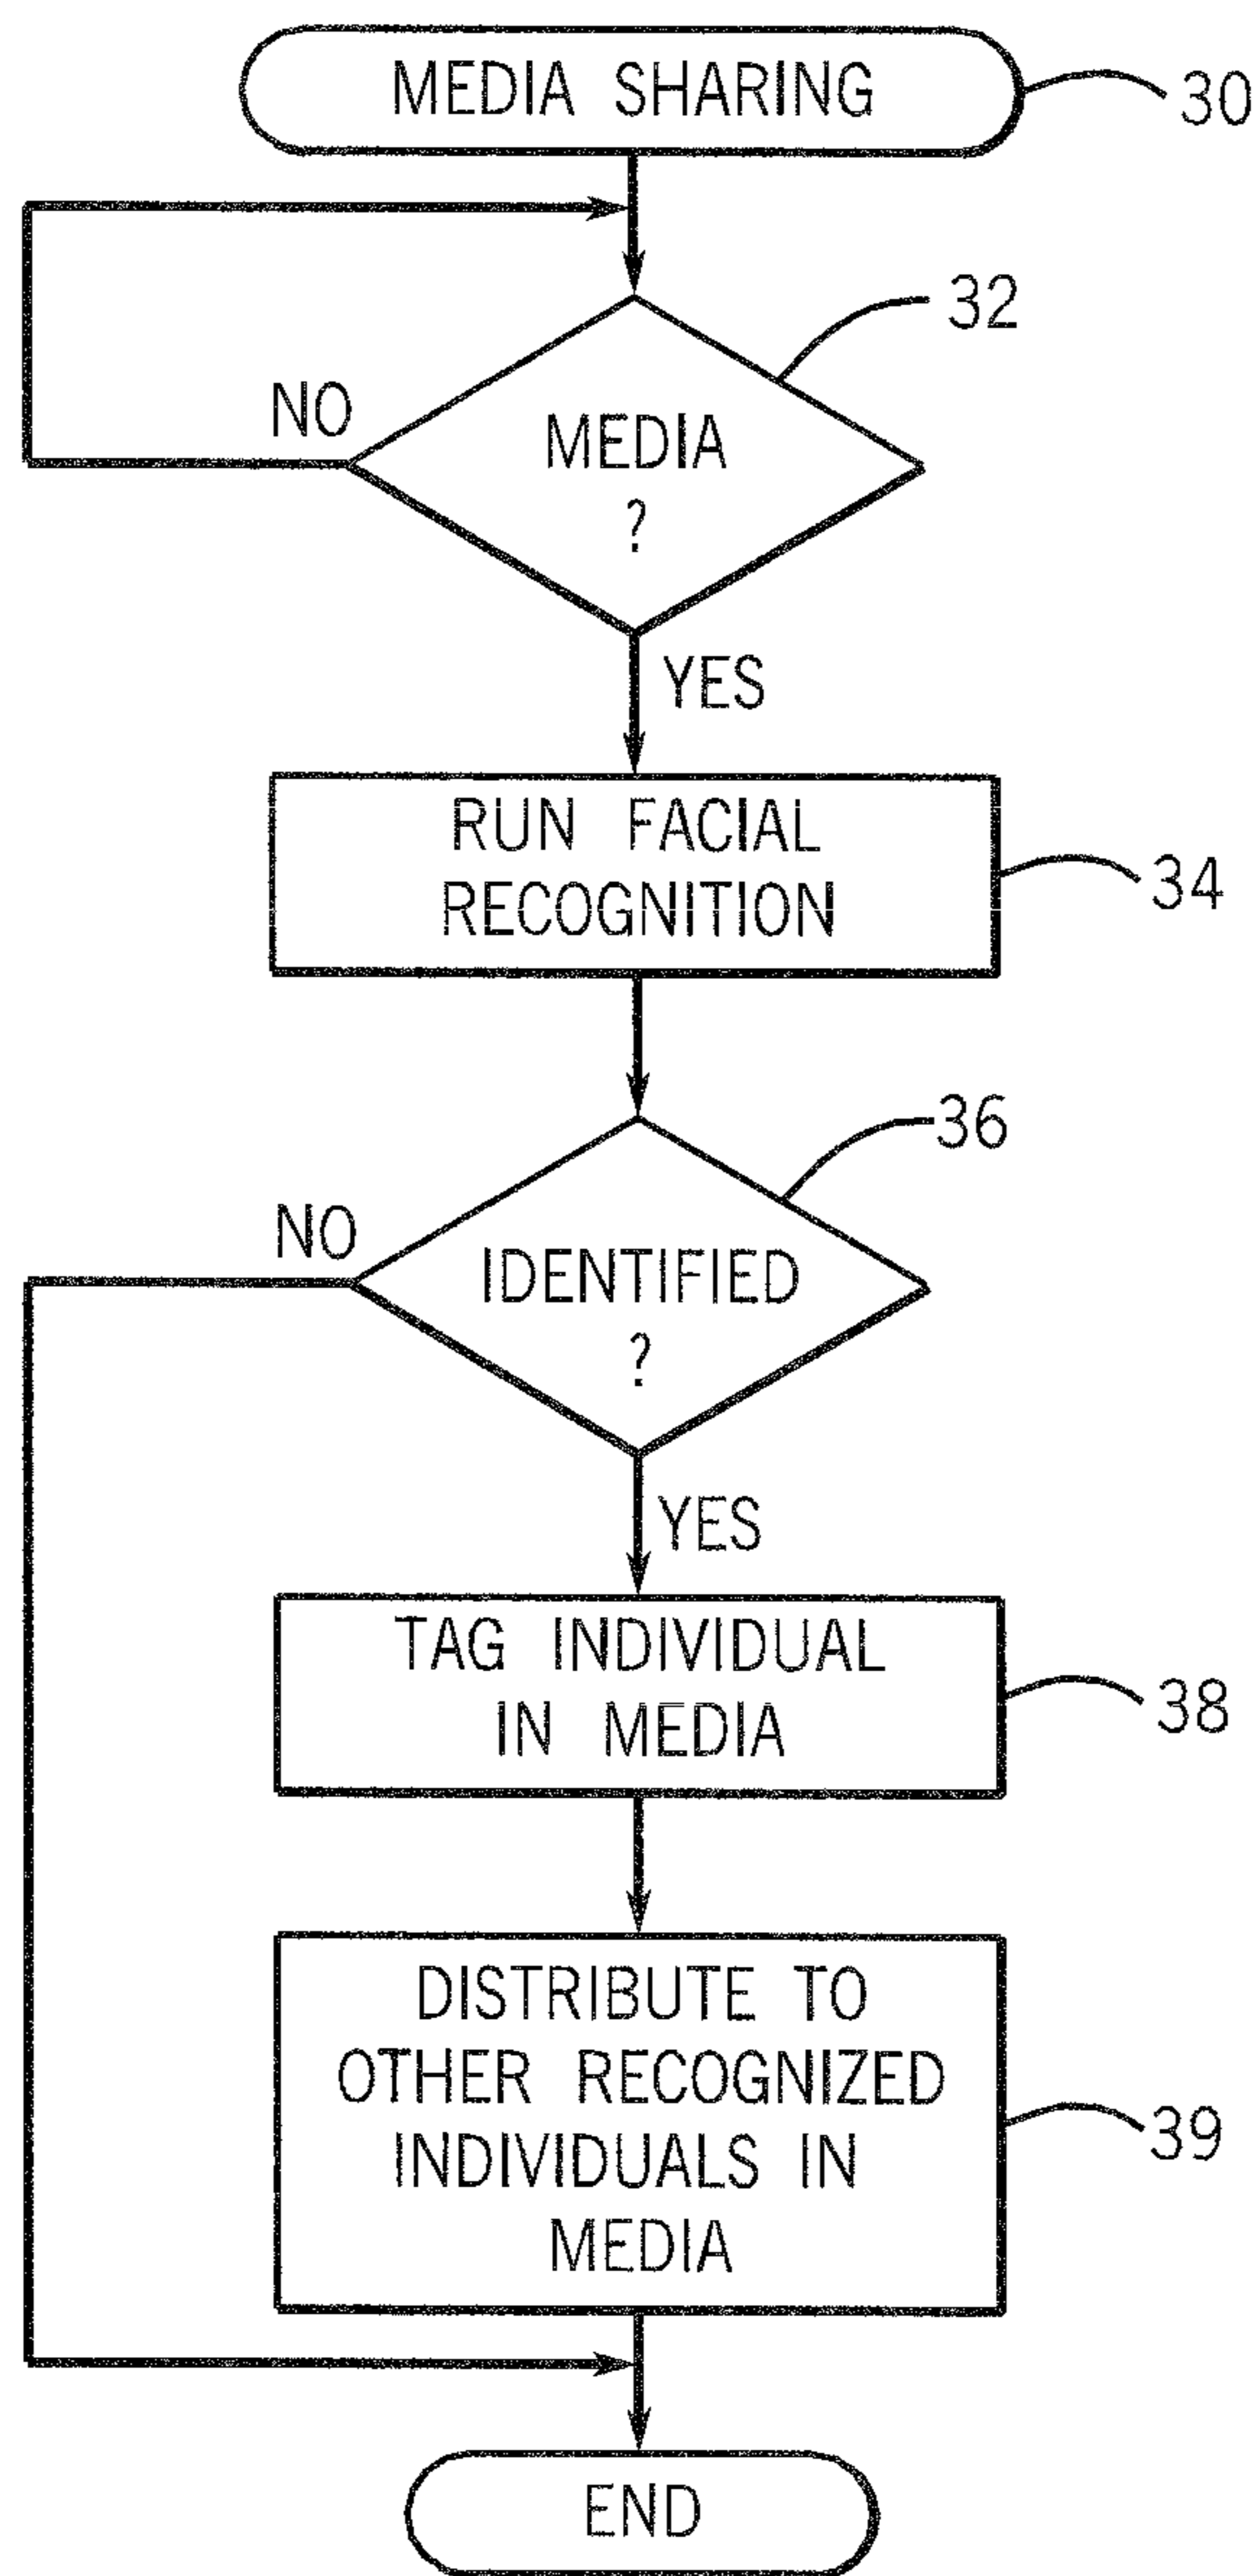 MEDIA SHARING
30
32
NO
MEDIA
?
YES
RUN FACIAL
RECOGNITION
34
36
NO
IDENTIFIED
?
YES
TAG INDIVIDUAL
IN MEDIA
38
DISTRIBUTE TO
OTHER RECOGNIZED
INDIVIDUALS IN
MEDIA
39
END